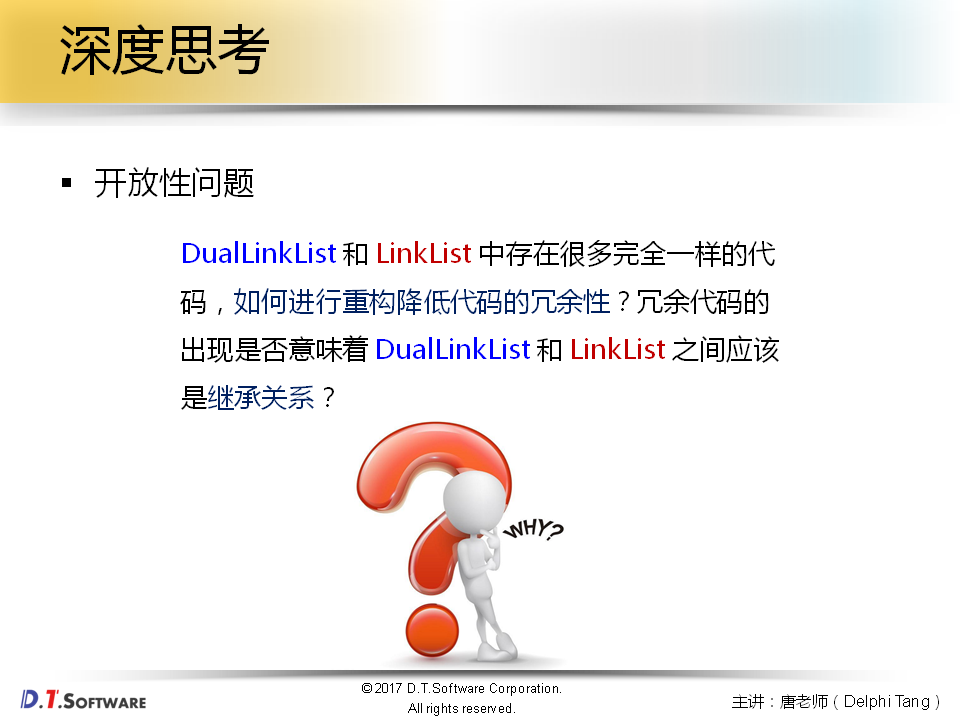 深度思考
▪ 开放性问题
DualLinkList 和 LinkList 中存在很多完全一样的代
码，如何进行重构降低代码的冗余性？冗余代码的
出现是否意味着 DualLinkList 和 LinkList 之间应该
是继承关系？
WHY?
D.T.SOFTWARE
©2017 D.T.Software Corporation.
All rights reserved.
主讲：唐老师（Delphi Tang）